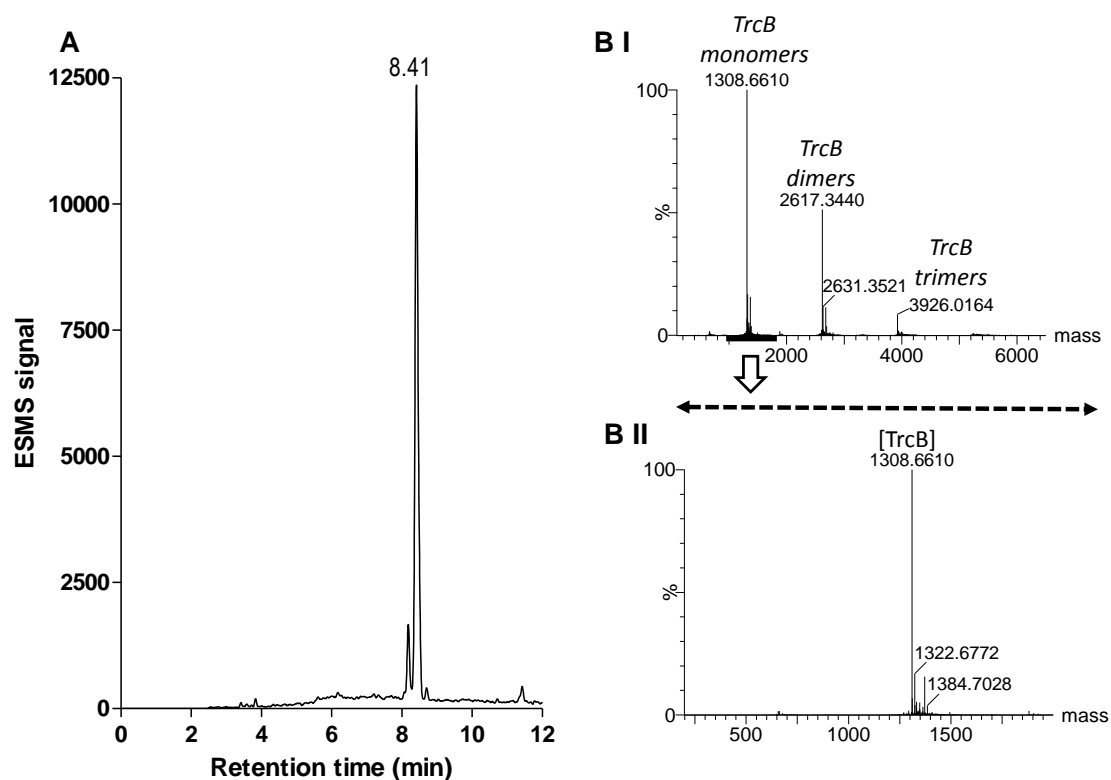 A
8.41
12500
10000
7500
5000
2500
0
ESMS signal
0 2 4 6 8 10 12
Retention time (min)
B I
TrcB
monomers
1308.6610
100
TrcB
dimers
2617.3440
%
TrcB
trimers
2631.3521
3926.0164
0
mass
2000 4000 6000
B II
[TrcB]
1308.6610
100
%
1322.6772
1384.7028
0
mass
500 1000 1500